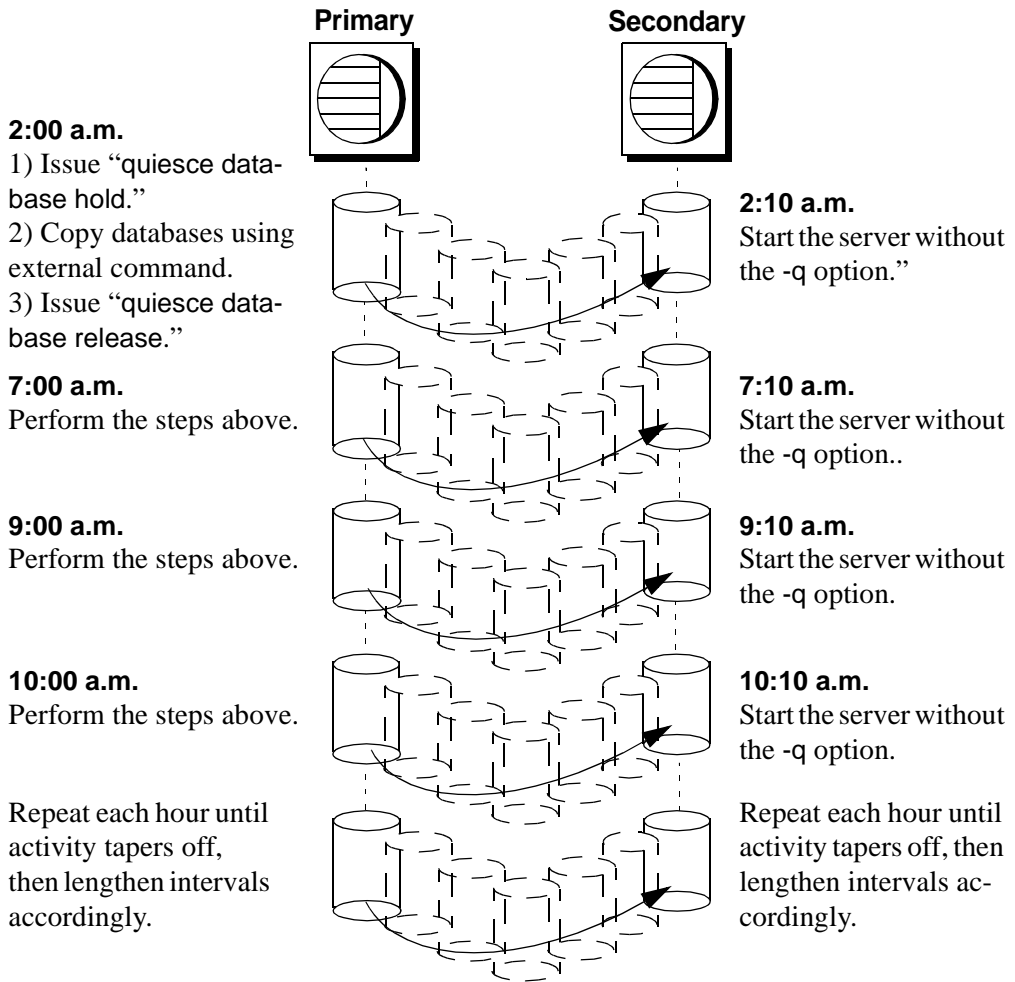 Primary
Secondary
2:00 a.m.
1) Issue “quiesce data-
base hold.”
2) Copy databases using
external command.
3) Issue “quiesce data-
base release.”
2:10 a.m.
Start the server without
the -q option.”
7:00 a.m.
Perform the steps above.
7:10 a.m.
Start the server without
the -q option..
9:00 a.m.
Perform the steps above.
9:10 a.m.
Start the server without
the -q option.
10:00 a.m.
Perform the steps above.
10:10 a.m.
Start the server without
the -q option.
Repeat each hour until
activity tapers off,
then lengthen intervals
accordingly.
Repeat each hour until
activity tapers off, then
lengthen intervals ac-
cordingly.